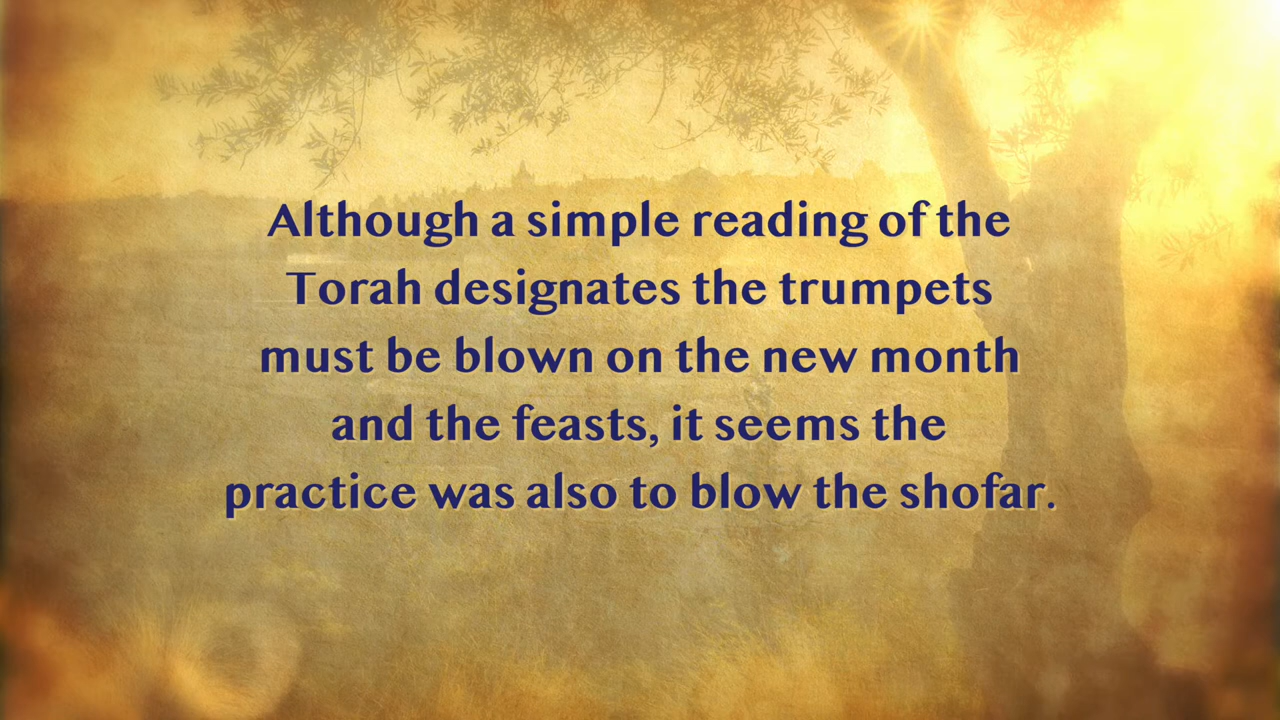 Although a simple reading of the
Torah designates the trumpets
must be blown on the new month
and the feasts, it seems the
practice was also to blow the shofar.